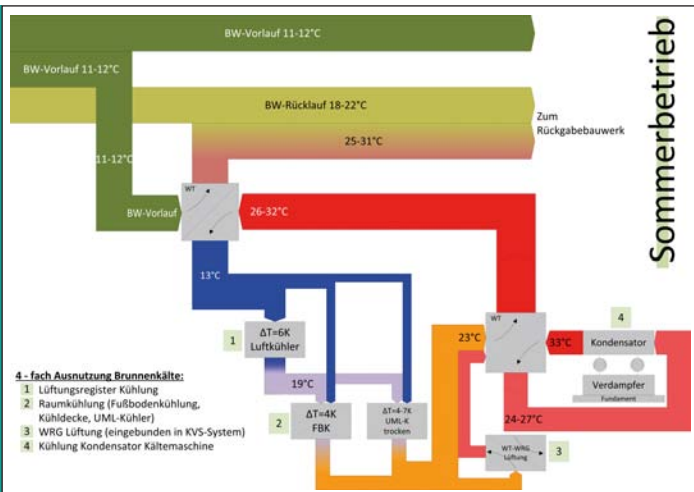 BW-Vorlauf 11-12°C
BW-Vorlauf 11-12°C
BW-Rücklauf 18-22°C
Zum
Rückgabebauwerk
25-31°C
11-12°C
WT
BW-Vorlauf
26-32°C
Sommerbetrieb
13°C
1
ΔT=6K
Luftkühler
23°C
WT
33°C
4
Kondensator
Verdampfer
Fundament
19°C
2
ΔT=4K
FBK
ΔT=4-7K
UML-K
trocken
24-27°C
WT-WRG
Lüftung
3
4 - fach Ausnutzung Brunnenkälte:
1 Lüftungsregister Kühlung
2 Raumkühlung (Fußbodenkühlung,
Kühldecke, UML-Kühler)
3 WRG Lüftung (eingebunden in KVS-System)
4 Kühlung Kondensator Kältemaschine